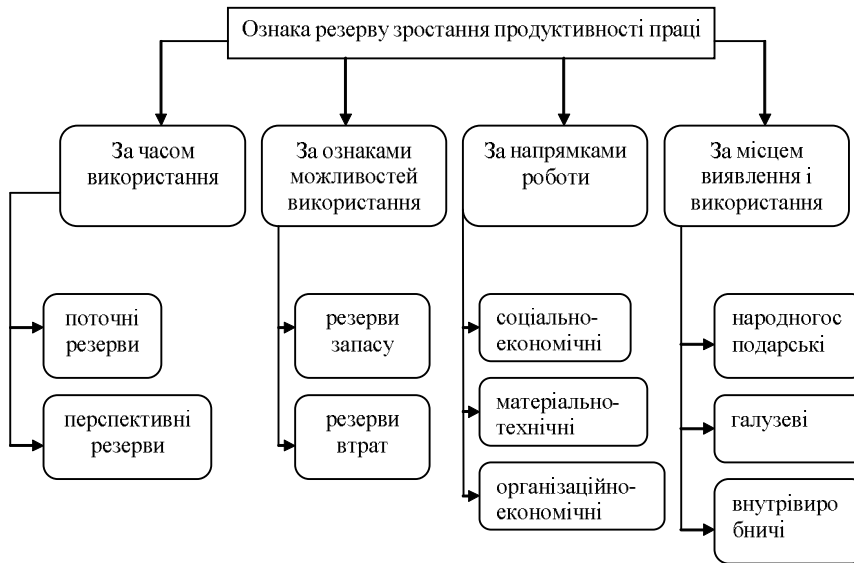 Ознака резерву зростання продуктивності праці
За часом
використання
За ознаками
можливостей
використання
За напрямками
роботи
За місцем
виявлення і
використання
поточні
резерви
перспективні
резерви
резерви
запасу
резерви
втрат
соціально-
економічні
матеріально-
технічні
організаційно-
економічні
народногос
подарські
галузеві
внутрівиро
бничі